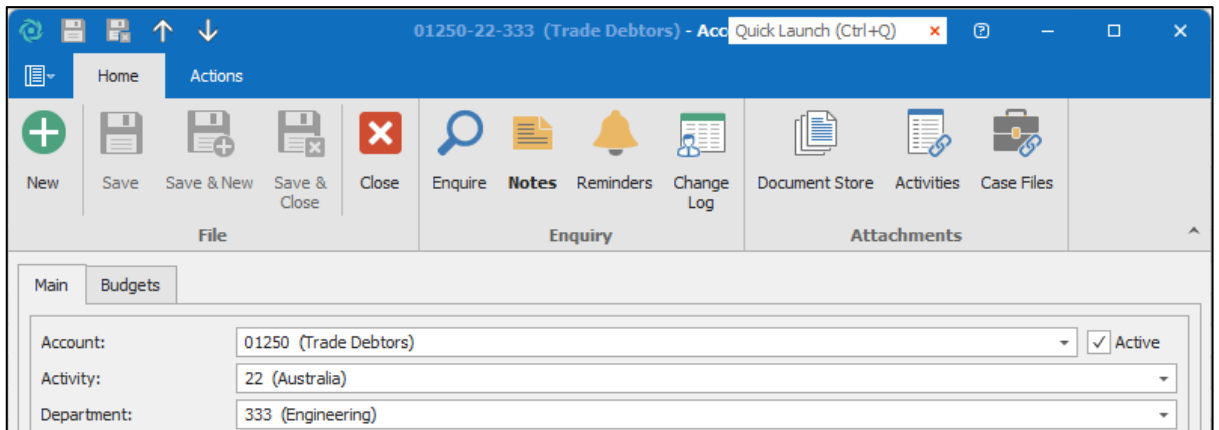 01250-22-333 (Trade Debtors) - Acc Quick Launch (Ctrl+Q)
Home Actions
New Save Save & New Save & Close Close Enquire Notes Reminders Change Log Document Store Activities Case Files
File Enquiry Attachments
Main Budgets
Account: 01250 (Trade Debtors) Active
Activity: 22 (Australia)
Department: 333 (Engineering)